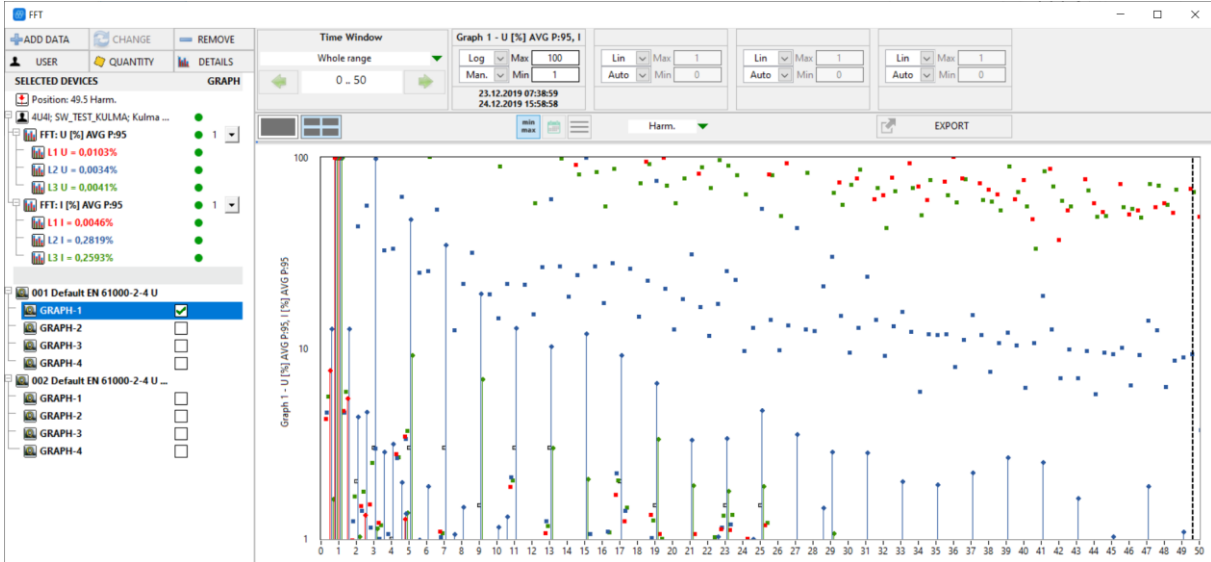 FFT
ADD DATA CHANGE REMOVE
USER QUANTITY DETAILS
SELECTED DEVICES GRAPH
Position: 49.5 Harm.
4U4I; SW_TEST_KULMA; Kulma ...
FFT: U [%] AVG P:95 1
L1 U = 0,0103%
L2 U = 0,0034%
L3 U = 0,0041%
FFT: I [%] AVG P:95 1
L1 I = 0,0046%
L2 I = 0,2819%
L3 I = 0,2593%
001 Default EN 61000-2-4 U
GRAPH-1
GRAPH-2
GRAPH-3
GRAPH-4
002 Default EN 61000-2-4 U ...
GRAPH-1
GRAPH-2
GRAPH-3
GRAPH-4
Time Window
Whole range
0 .. 50
Graph 1 - U [%] AVG P:95, I
Log Max 100
Man. Min 1
23.12.2019 07:38:59
24.12.2019 15:58:58
Lin Max 1
Auto Min 0
Lin Max 1
Auto Min 0
Lin Max 1
Auto Min 0
min
max
Harm.
EXPORT
Graph 1 - U [%] AVG P:95, I [%] AVG P:95
100
10
1
0 1 2 3 4 5 6 7 8 9 10 11 12 13 14 15 16 17 18 19 20 21 22 23 24 25 26 27 28 29 30 31 32 33 34 35 36 37 38 39 40 41 42 43 44 45 46 47 48 49 50